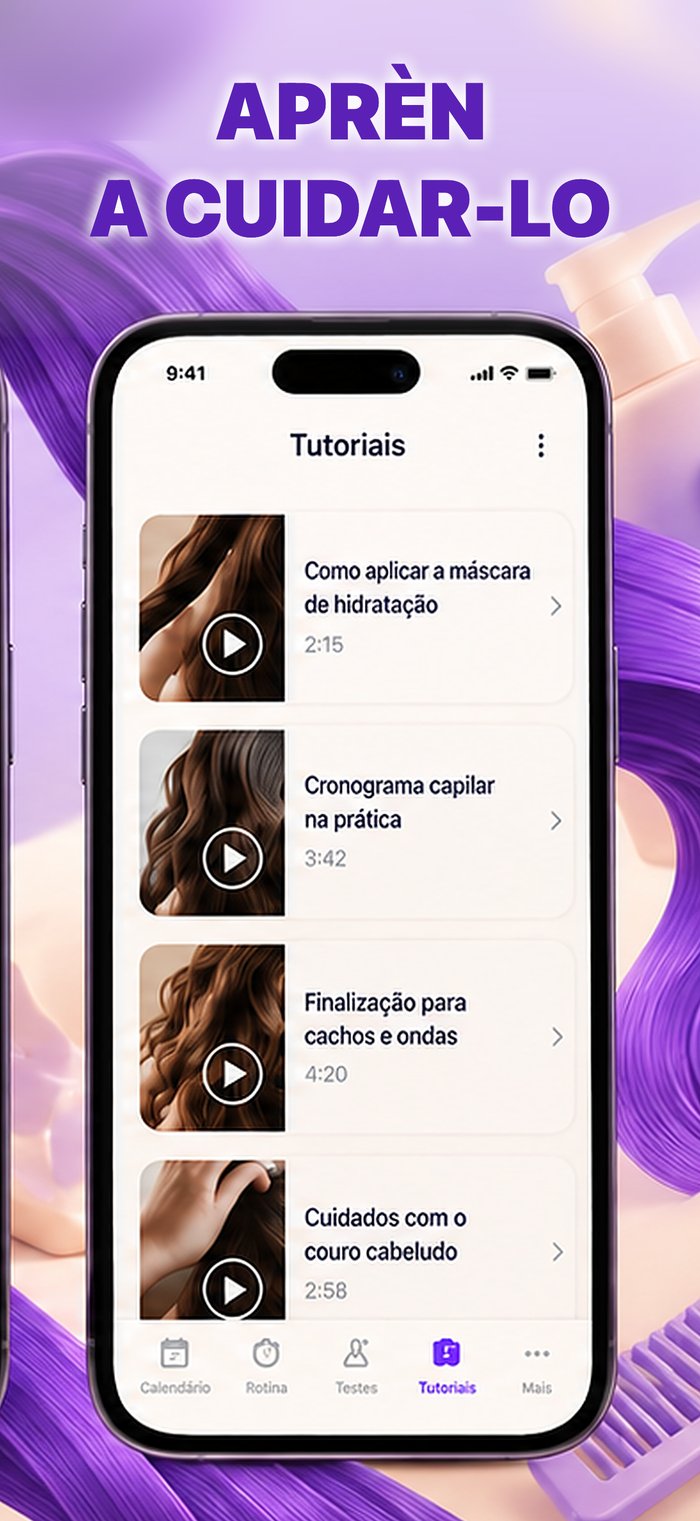 APRÈN
A CUIDAR-LO
9:41
Tutoriais
Como aplicar a máscara
de hidratação
2:15
Cronograma capilar
na prática
3:42
Finalização para
cachos e ondas
4:20
Cuidados com o
couro cabeludo
2:58
Calendário Rotina Testes Tutoriais Mais